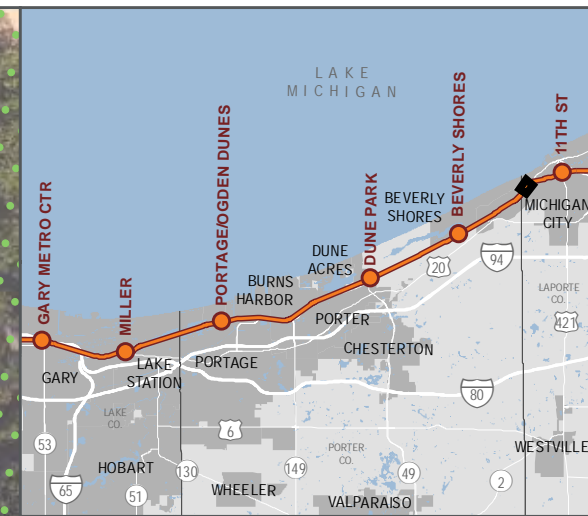 LAKE
MICHIGAN
GARY METRO CTR
MILLER
PORTAGE/OGDEN DUNES
DUNE PARK
BEVERLY SHORES
11TH ST
BEVERLY
SHORES
MICHIGAN
CITY
DUNE
ACRES
20
94
BURNS
HARBOR
LAPORTE
CO.
421
PORTER
CHESTERTON
LAKE
STATION
PORTAGE
GARY
80
LAKE
CO.
6
53
PORTER
CO.
WESTVILLE
HOBART
130
149
49
2
65
51
WHEELER
VALPARAISO